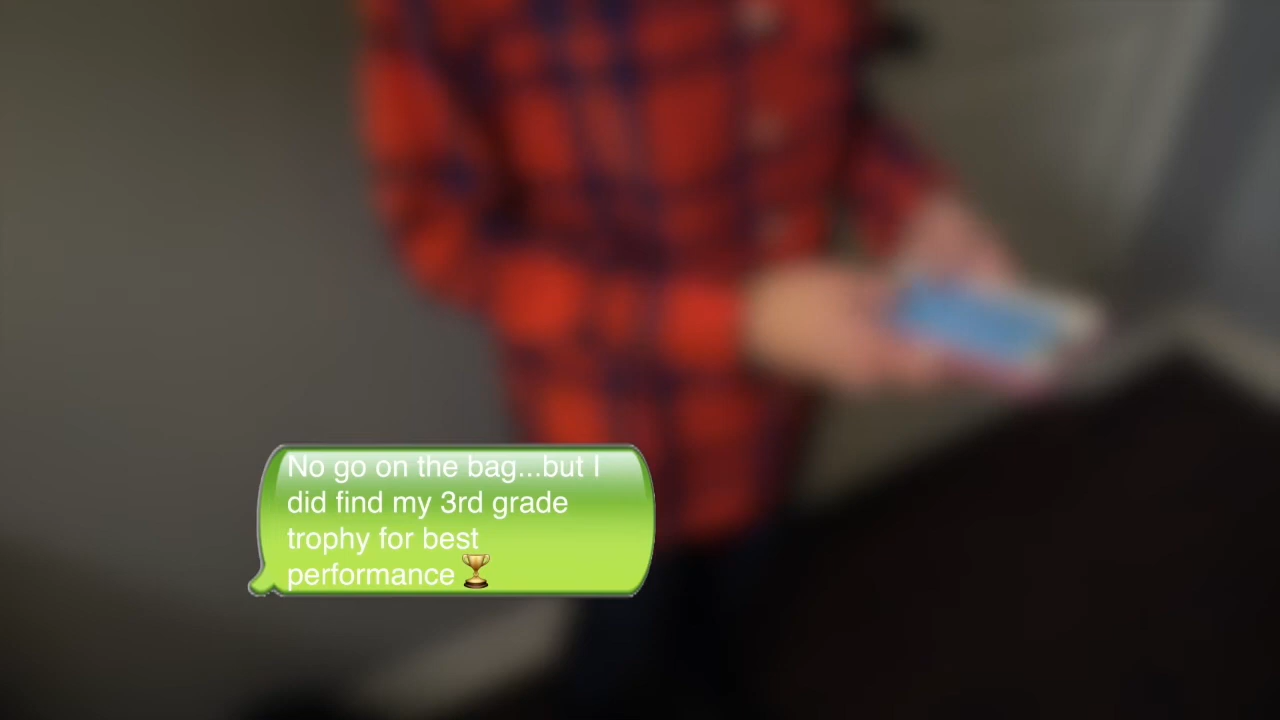 No go on the bag...but I
did find my 3rd grade
trophy for best
performance 🏆